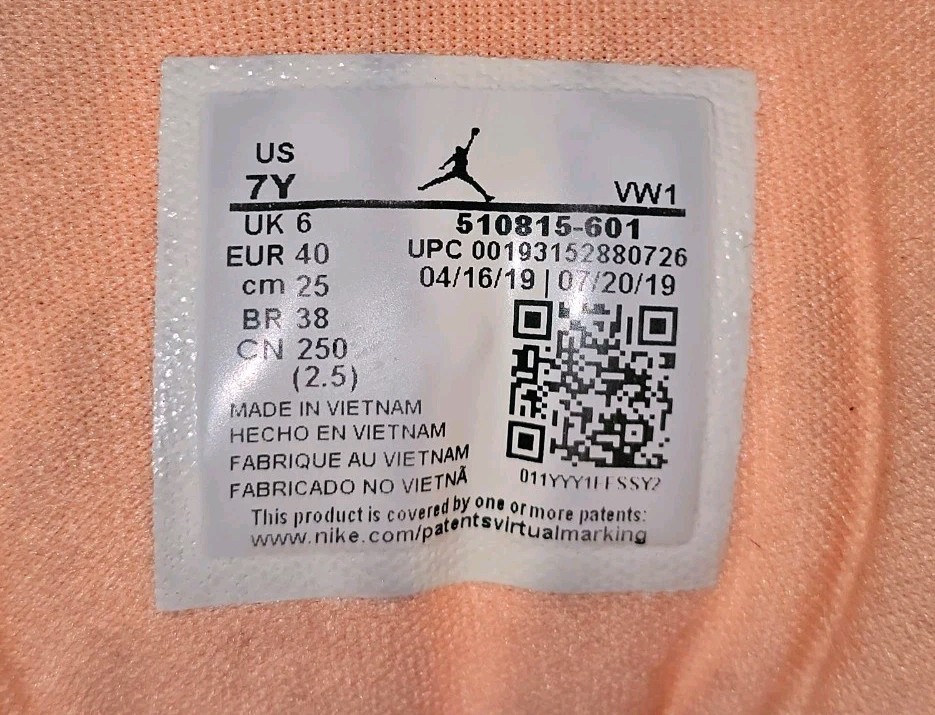 US
7Y
VW1
UK 6
510815-601
EUR 40
UPC 00193152880726
cm 25
04/16/19 | 07/20/19
BR 38
CN 250
(2.5)
MADE IN VIETNAM
HECHO EN VIETNAM
FABRIQUE AU VIETNAM
FABRICADO NO VIETNÃ
This product is covered by one or more patents:
www.nike.com/patentsvirtualmarking